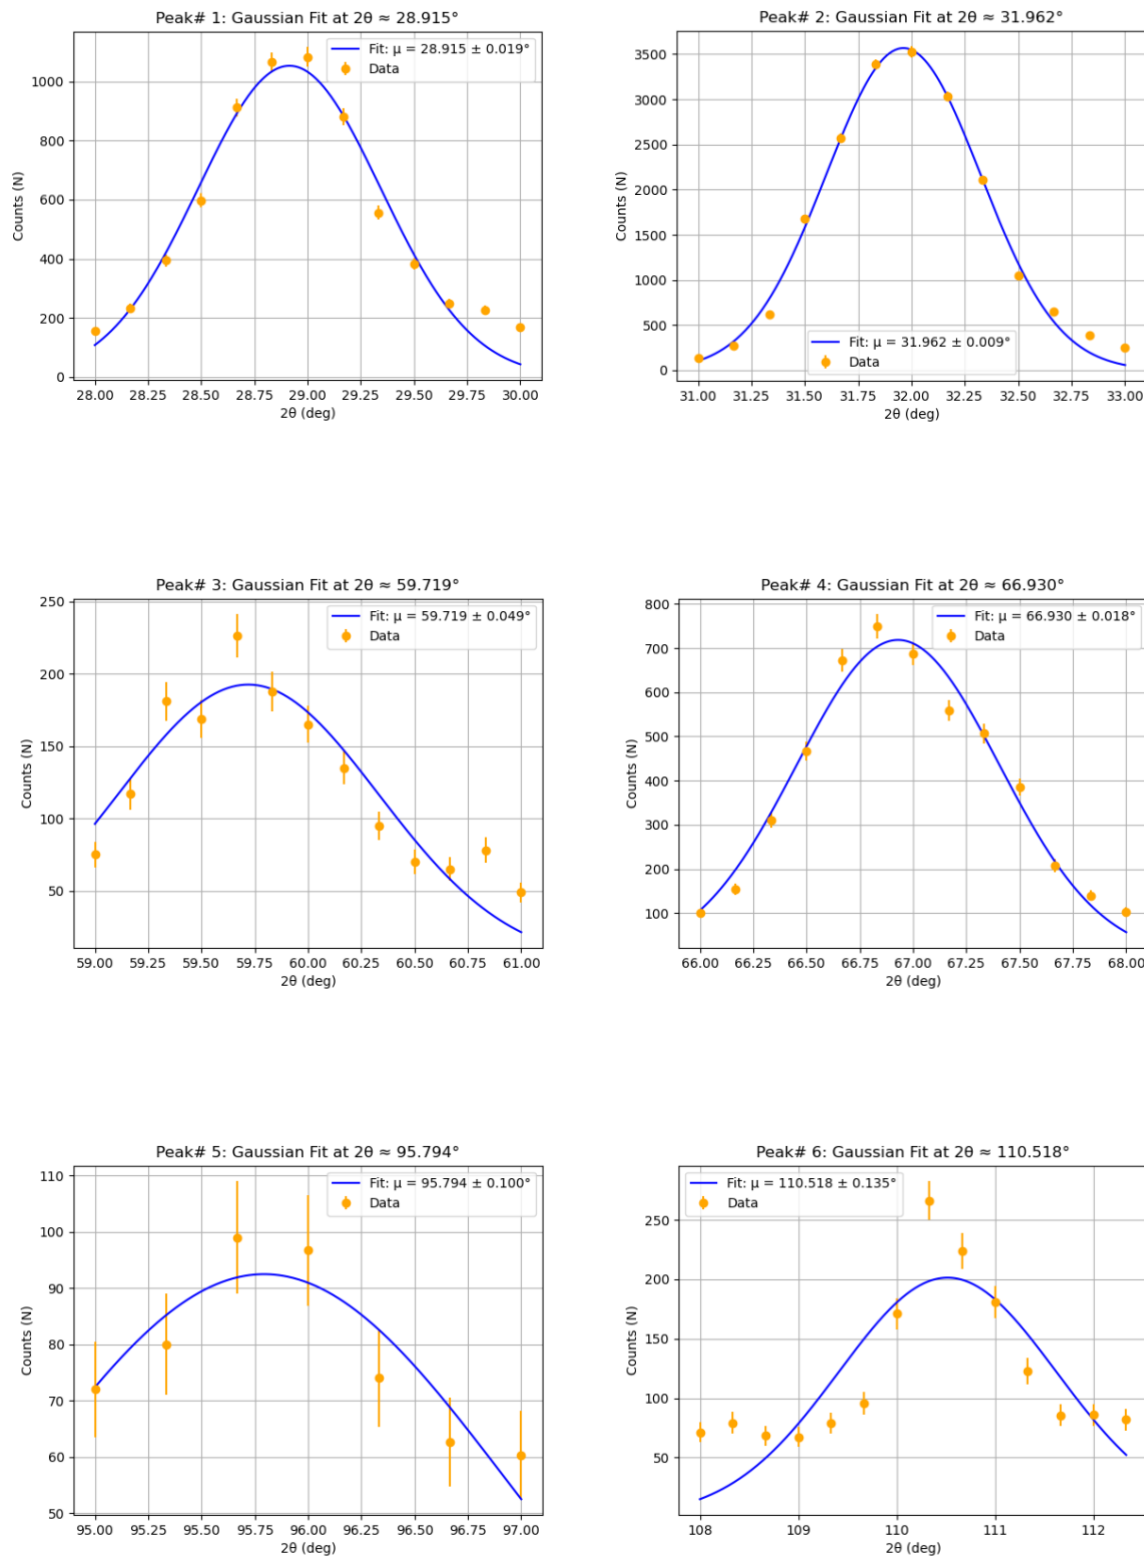 Peak# 1: Gaussian Fit at 2θ ≈ 28.915°
Fit: μ = 28.915 ± 0.019°
Data
Counts (N)
1000
800
600
400
200
0
28.00 28.25 28.50 28.75 29.00 29.25 29.50 29.75 30.00
2θ (deg)
Peak# 2: Gaussian Fit at 2θ ≈ 31.962°
3500
3000
2500
2000
1500
1000
500
0
Counts (N)
Fit: μ = 31.962 ± 0.009°
Data
31.00 31.25 31.50 31.75 32.00 32.25 32.50 32.75 33.00
2θ (deg)
Peak# 3: Gaussian Fit at 2θ ≈ 59.719°
Fit: μ = 59.719 ± 0.049°
Data
250
200
150
100
50
Counts (N)
59.00 59.25 59.50 59.75 60.00 60.25 60.50 60.75 61.00
2θ (deg)
Peak# 4: Gaussian Fit at 2θ ≈ 66.930°
Fit: μ = 66.930 ± 0.018°
Data
800
700
600
500
400
300
200
100
Counts (N)
66.00 66.25 66.50 66.75 67.00 67.25 67.50 67.75 68.00
2θ (deg)
Peak# 5: Gaussian Fit at 2θ ≈ 95.794°
Fit: μ = 95.794 ± 0.100°
Data
110
100
90
80
70
60
50
Counts (N)
95.00 95.25 95.50 95.75 96.00 96.25 96.50 96.75 97.00
2θ (deg)
Peak# 6: Gaussian Fit at 2θ ≈ 110.518°
Fit: μ = 110.518 ± 0.135°
Data
250
200
150
100
50
Counts (N)
108 109 110 111 112
2θ (deg)